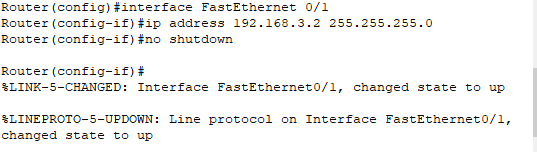 Router(config)#interface FastEthernet 0/1
Router(config-if)#ip address 192.168.3.2 255.255.255.0
Router(config-if)#no shutdown
Router(config-if)#
%LINK-5-CHANGED: Interface FastEthernet0/1, changed state to up
%LINEPROTO-5-UPDOWN: Line protocol on Interface FastEthernet0/1,
changed state to up